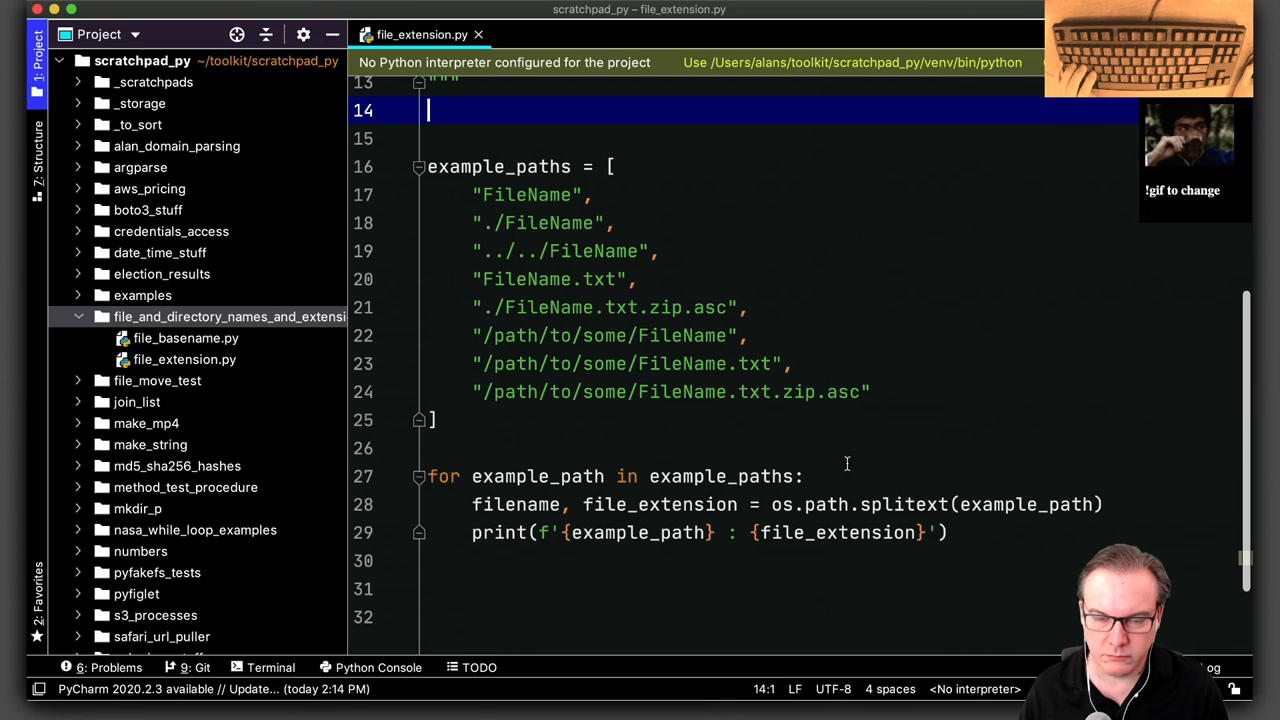 scratchpad_py – file_extension.py
Project
file_extension.py
1: Project
scratchpad_py ~/toolkit/scratchpad_py
No Python interpreter configured for the project
Use /Users/alans/toolkit/scratchpad_py/venv/bin/python
_scratchpads
_storage
_to_sort
alan_domain_parsing
argparse
aws_pricing
boto3_stuff
credentials_access
date_time_stuff
election_results
examples
file_and_directory_names_and_extensi
file_basename.py
file_extension.py
file_move_test
join_list
make_mp4
make_string
md5_sha256_hashes
method_test_procedure
mkdir_p
nasa_while_loop_examples
numbers
pyfakefs_tests
pyfiglet
s3_processes
safari_url_puller
7: Structure
2: Favorites
13 """
14
15
16 example_paths = [
17 "FileName",
18 "./FileName",
19 "../../FileName",
20 "FileName.txt",
21 "./FileName.txt.zip.asc",
22 "/path/to/some/FileName",
23 "/path/to/some/FileName.txt",
24 "/path/to/some/FileName.txt.zip.asc"
25 ]
26
27 for example_path in example_paths:
28 filename, file_extension = os.path.splitext(example_path)
29 print(f'{example_path} : {file_extension}')
30
31
32
!gif to change
6: Problems
9: Git
Terminal
Python Console
TODO
Log
PyCharm 2020.2.3 available // Update... (today 2:14 PM)
14:1 LF UTF-8 4 spaces <No interpreter>